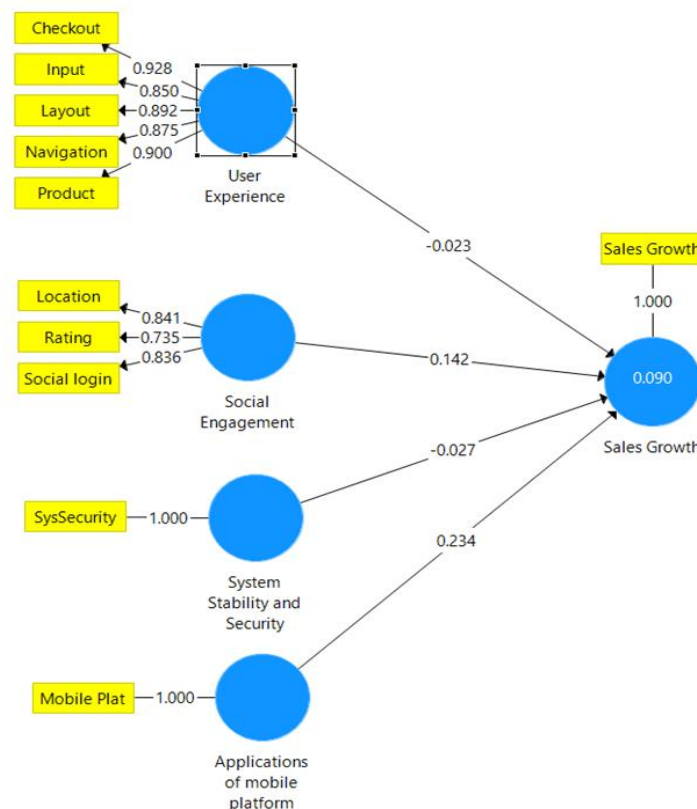 Checkout
Input
Layout
Navigation
Product
0.928
0.850
0.892
0.875
0.900
User
Experience
-0.023
Sales Growth
1.000
Location
Rating
Social login
0.841
0.735
0.836
0.142
0.090
Social
Engagement
Sales Growth
-0.027
SysSecurity
1.000
0.234
System
Stability and
Security
Mobile Plat
1.000
Applications
of mobile
platform